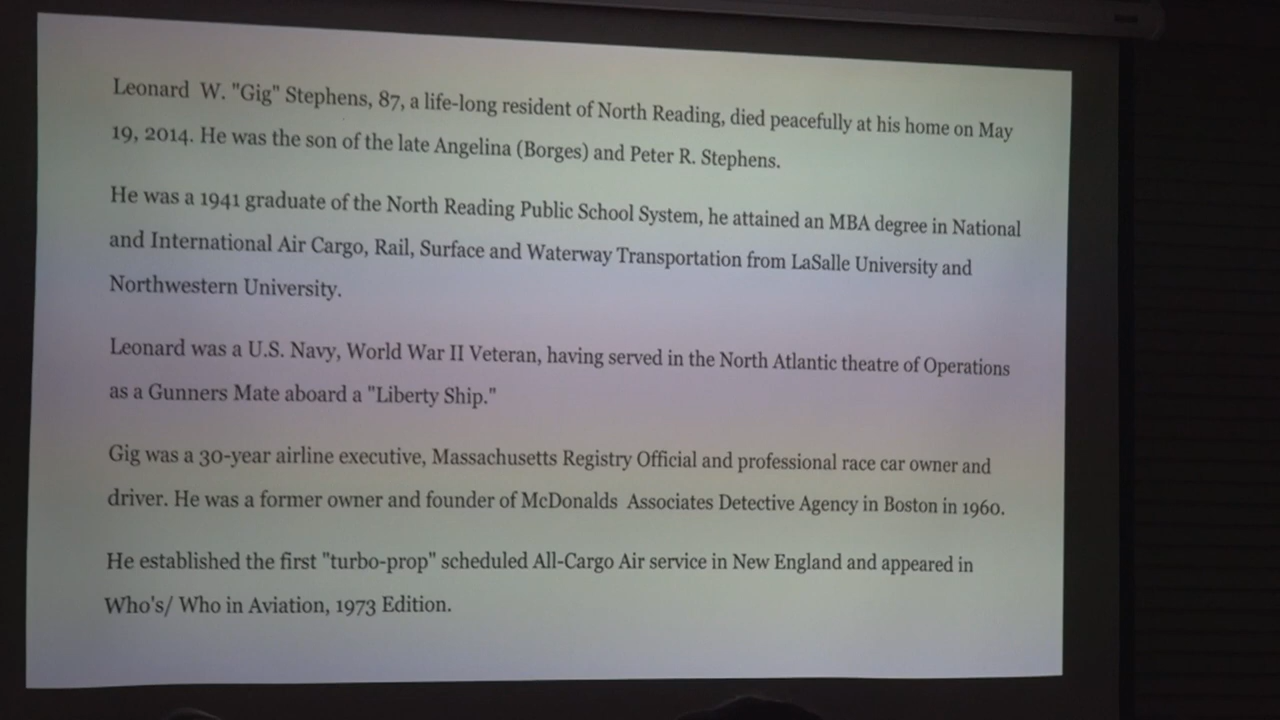 Leonard W. "Gig" Stephens, 87, a life-long resident of North Reading, died peacefully at his home on May
19, 2014. He was the son of the late Angelina (Borges) and Peter R. Stephens.
He was a 1941 graduate of the North Reading Public School System, he attained an MBA degree in National
and International Air Cargo, Rail, Surface and Waterway Transportation from LaSalle University and
Northwestern University.
Leonard was a U.S. Navy, World War II Veteran, having served in the North Atlantic theatre of Operations
as a Gunners Mate aboard a "Liberty Ship."
Gig was a 30-year airline executive, Massachusetts Registry Official and professional race car owner and
driver. He was a former owner and founder of McDonalds Associates Detective Agency in Boston in 1960.
He established the first "turbo-prop" scheduled All-Cargo Air service in New England and appeared in
Who's/ Who in Aviation, 1973 Edition.